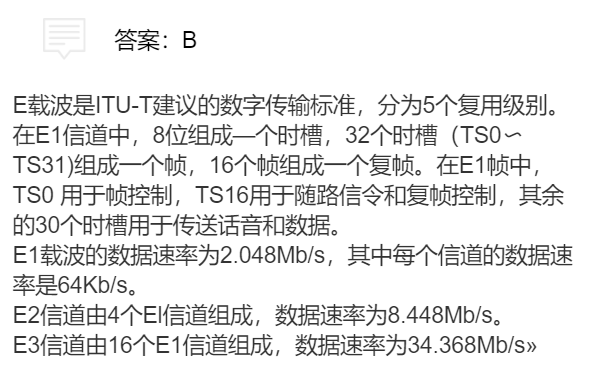 答案：B
E载波是ITU-T建议的数字传输标准，分为5个复用级别。
在E1信道中，8位组成—个时槽，32个时槽（TS0∽
TS31)组成一个帧，16个帧组成一个复帧。在E1帧中，
TS0 用于帧控制，TS16用于随路信令和复帧控制，其余
的30个时槽用于传送话音和数据。
E1载波的数据速率为2.048Mb/s，其中每个信道的数据速
率是64Kb/s。
E2信道由4个EI信道组成，数据速率为8.448Mb/s。
E3信道由16个E1信道组成，数据速率为34.368Mb/s»